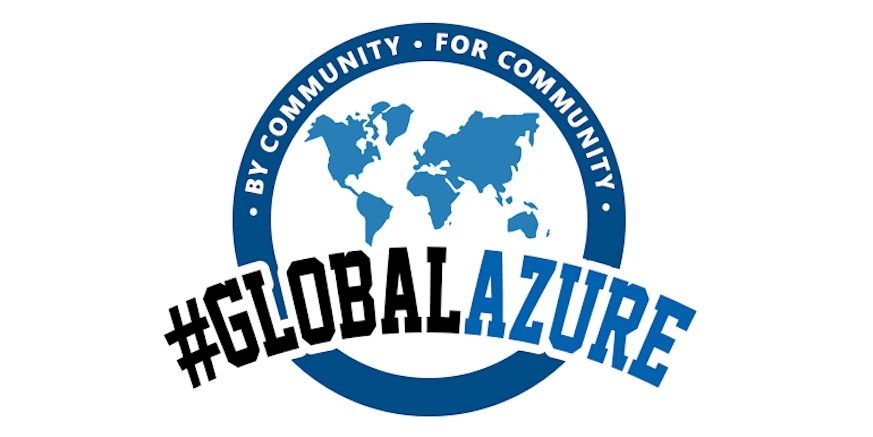 • BY COMMUNITY • FOR COMMUNITY •
#GLOBALAZURE